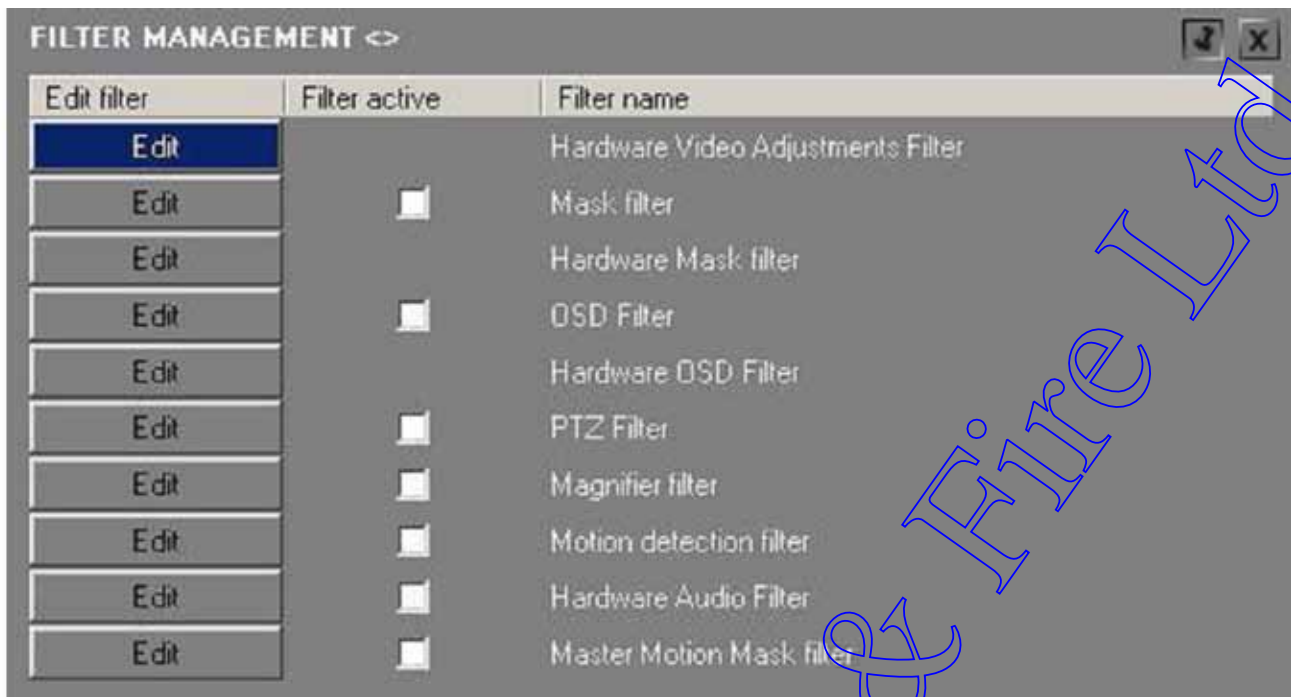 FILTER MANAGEMENT <>
X
Edit filter Filter active Filter name
Edit Hardware Video Adjustments Filter
Edit Mask filter
Edit Hardware Mask filter
Edit OSD Filter
Edit Hardware OSD Filter
Edit PTZ Filter
Edit Magnifier filter
Edit Motion detection filter
Edit Hardware Audio Filter
Edit Master Motion Mask filter
& Fire Ltd